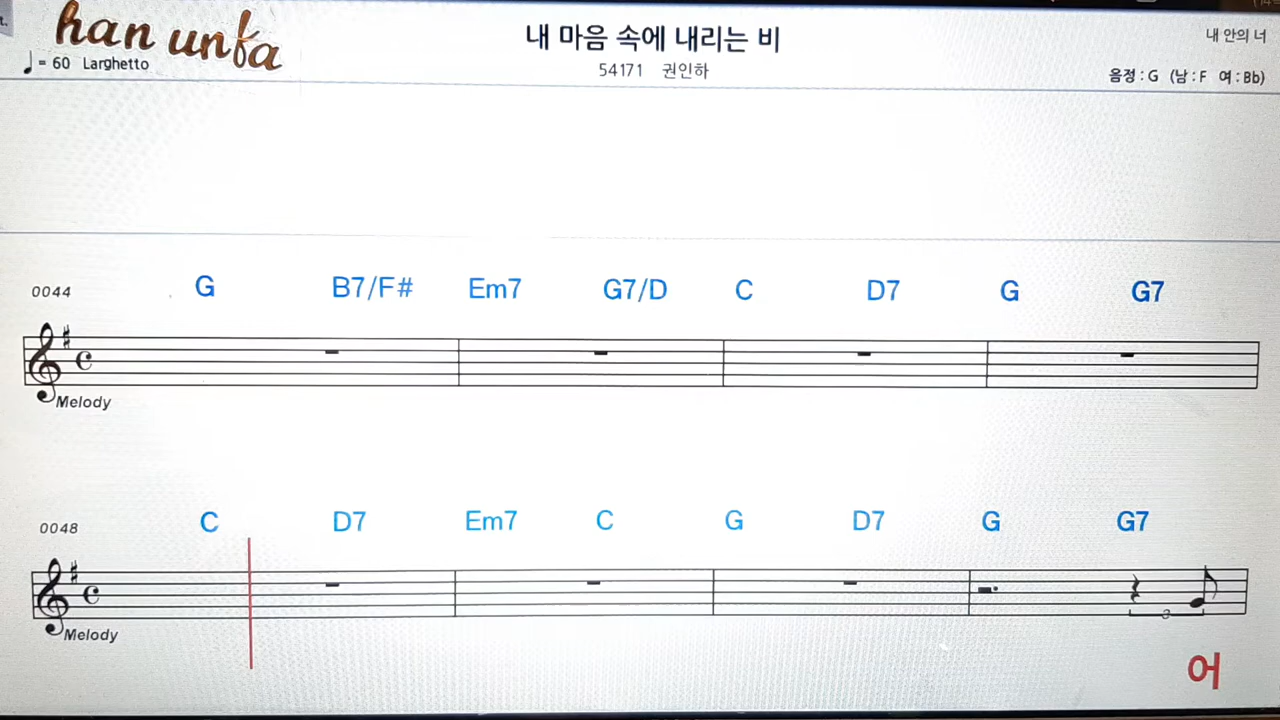 han unfa
내 마음 속에 내리는 비
내 안의 너
♩= 60 Larghetto
54171 권인하
음정 : G (남 : F 여 : Bb)
0044 G B7/F# Em7 G7/D C D7 G G7
Melody
0048 C D7 Em7 C G D7 G G7
3
Melody
어